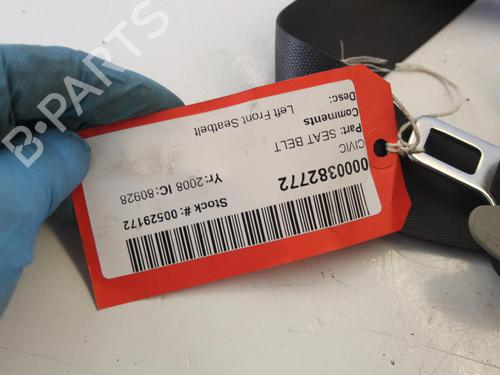 B-PARTS
0000382772
CIVIC
Part: SEAT BELT
Comments
Desc:
Left Front Seatbelt
Yr: 2008 IC: 80928
Stock #: 00529172